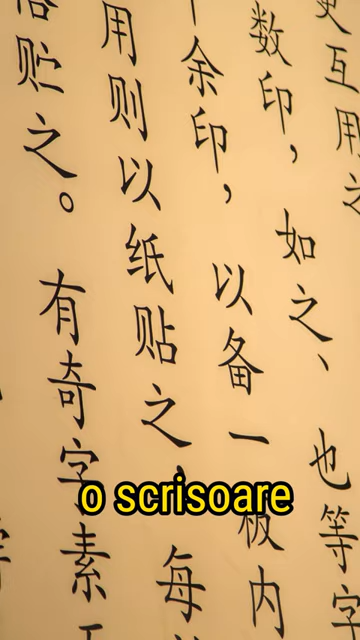 更互用之
数印,如之、也等字
余印,以备一板内
用则以纸贴之,每
贮之。有奇字素
o scrisoare